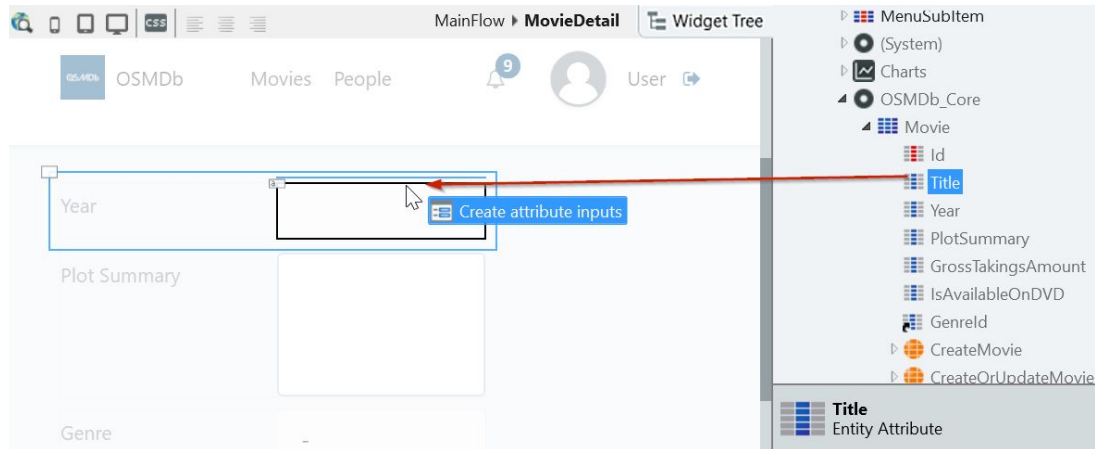 css
MainFlow MovieDetail
Widget Tree
OSMDb
OSMDb
Movies
People
9
User
Year
Create attribute inputs
Plot Summary
Genre
-
MenuSubItem
(System)
Charts
OSMDb_Core
Movie
Id
Title
Year
PlotSummary
GrossTakingsAmount
IsAvailableOnDVD
GenreId
CreateMovie
CreateOrUpdateMovie
Title
Entity Attribute